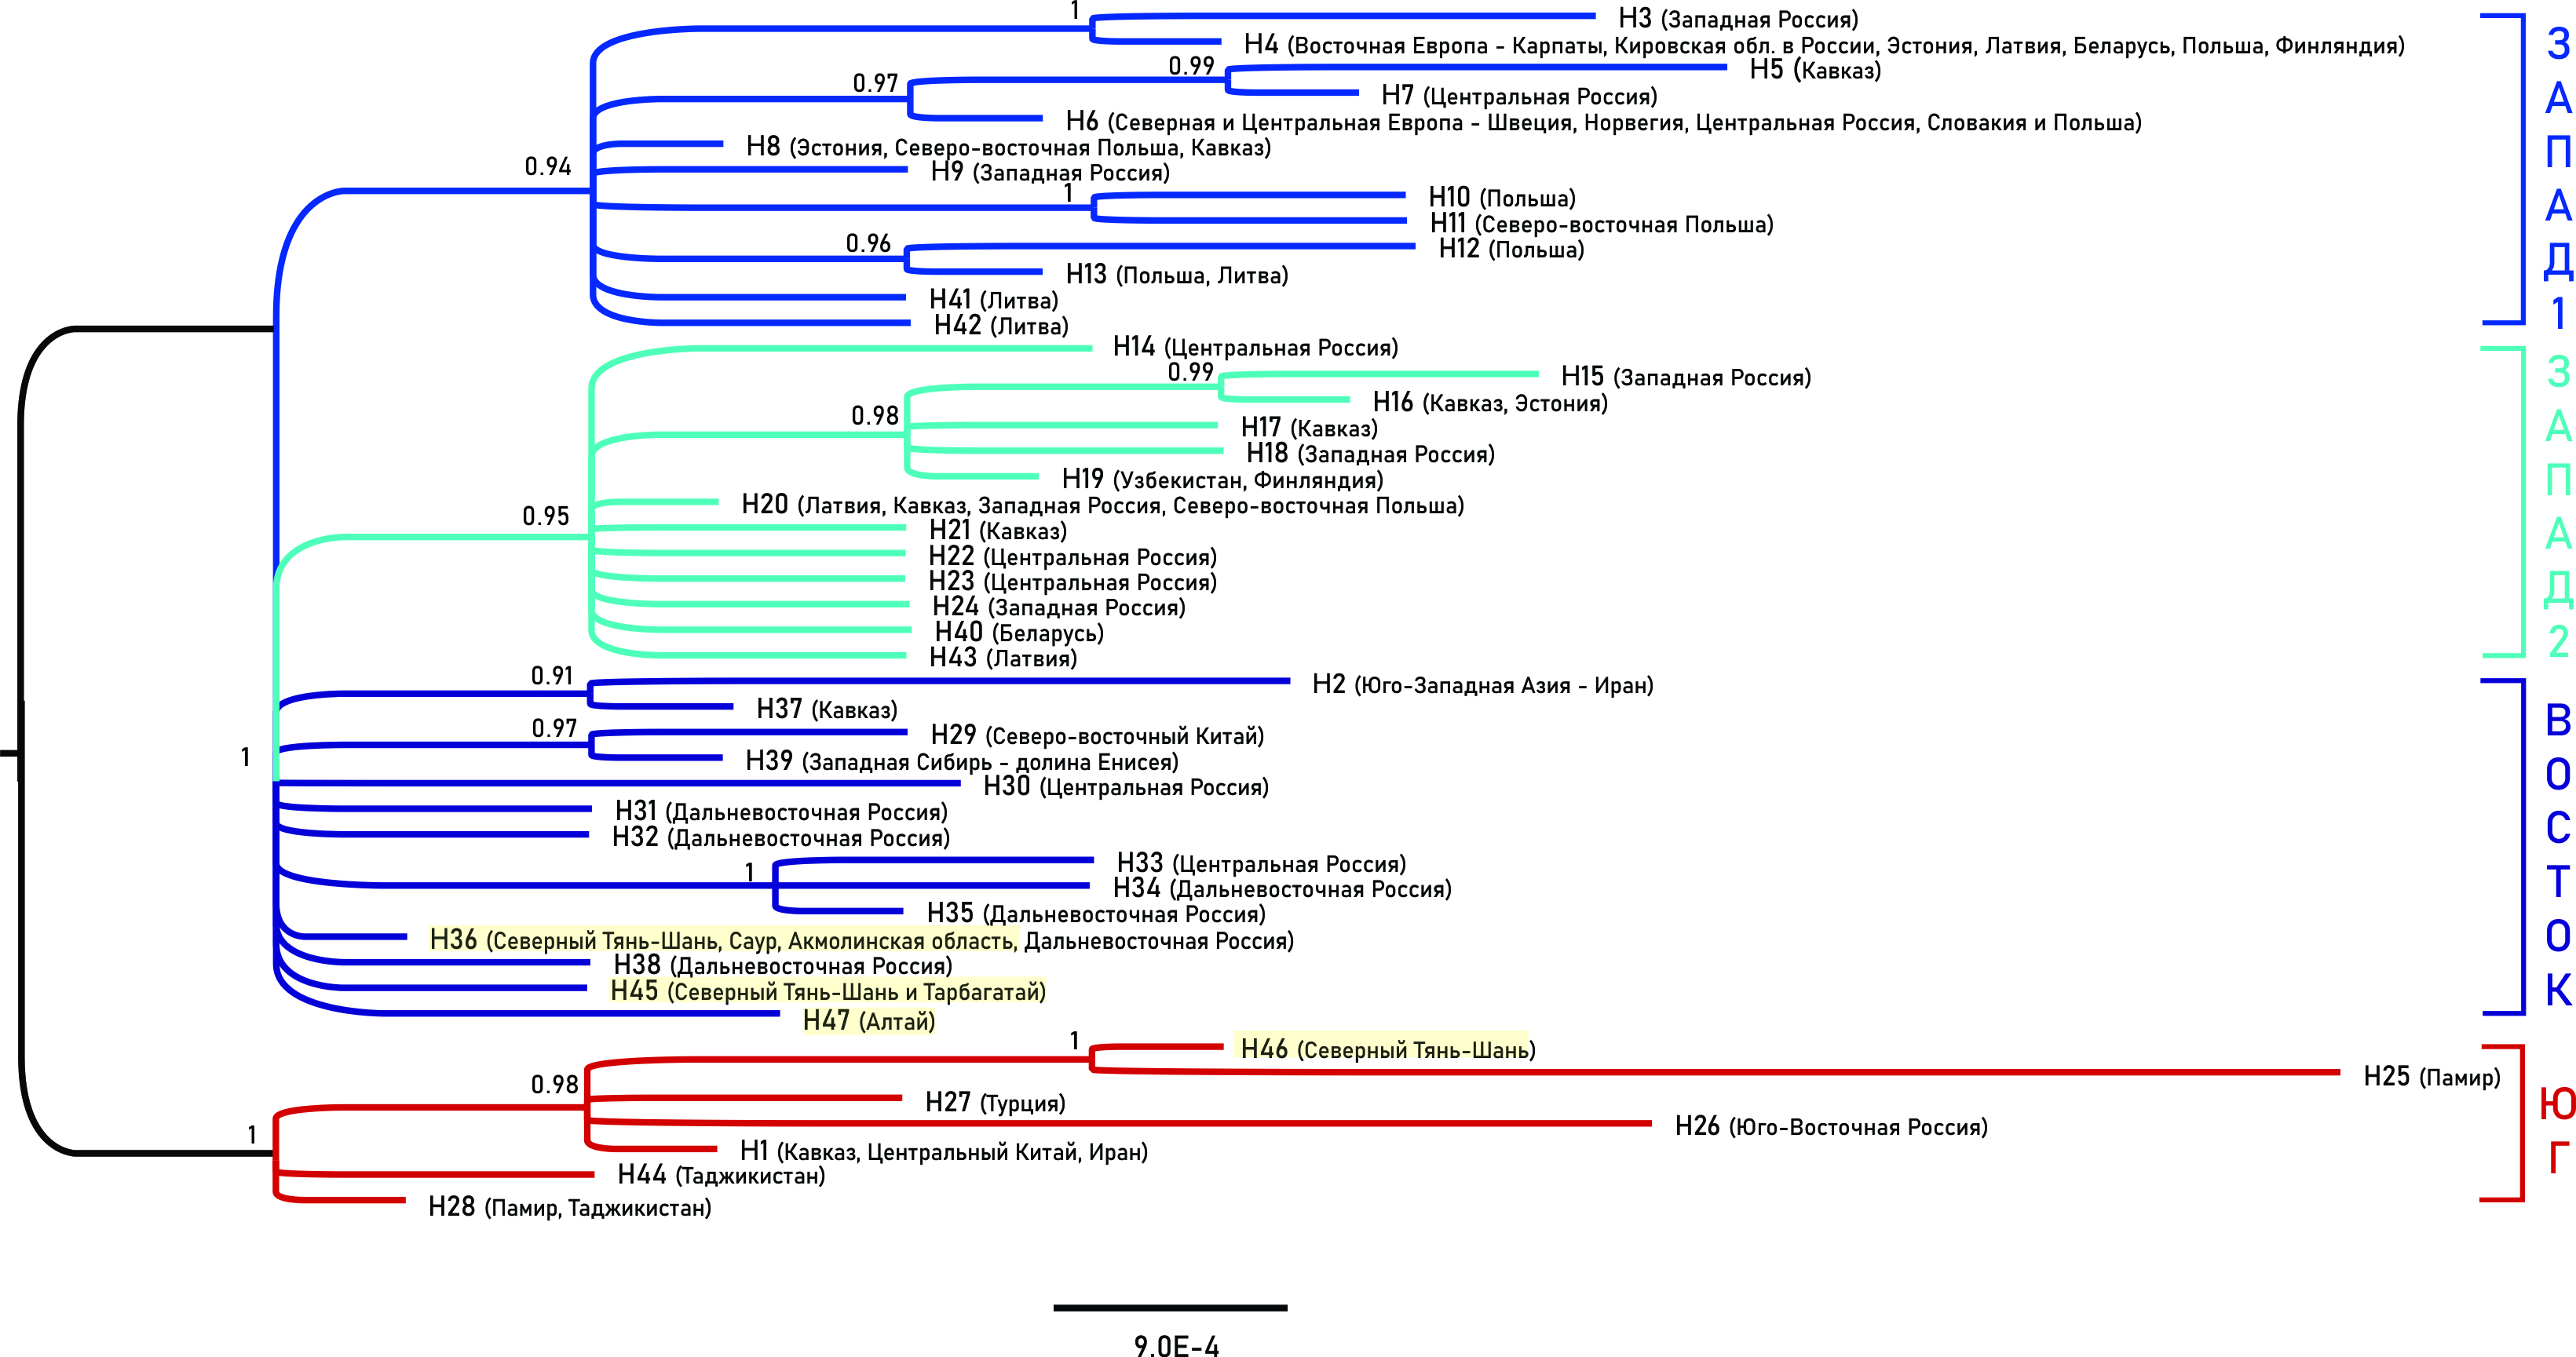 1
H3 (Западная Россия)
H4 (Восточная Европа - Карпаты, Кировская обл. в России, Эстония, Латвия, Беларусь, Польша, Финляндия)
0.99
H5 (Кавказ)
0.97
H7 (Центральная Россия)
H6 (Северная и Центральная Европа - Швеция, Норвегия, Центральная Россия, Словакия и Польша)
H8 (Эстония, Северо-восточная Польша, Кавказ)
0.94
H9 (Западная Россия)
1
H10 (Польша)
H11 (Северо-восточная Польша)
0.96
H12 (Польша)
H13 (Польша, Литва)
H41 (Литва)
H42 (Литва)
ЗАПАД 1
H14 (Центральная Россия)
0.99
H15 (Западная Россия)
H16 (Кавказ, Эстония)
0.98
H17 (Кавказ)
H18 (Западная Россия)
H19 (Узбекистан, Финляндия)
H20 (Латвия, Кавказ, Западная Россия, Северо-восточная Польша)
0.95
H21 (Кавказ)
H22 (Центральная Россия)
H23 (Центральная Россия)
H24 (Западная Россия)
H40 (Беларусь)
H43 (Латвия)
ЗАПАД 2
0.91
H2 (Юго-Западная Азия - Иран)
H37 (Кавказ)
0.97
H29 (Северо-восточный Китай)
1
H39 (Западная Сибирь - долина Енисея)
H30 (Центральная Россия)
H31 (Дальневосточная Россия)
H32 (Дальневосточная Россия)
1
H33 (Центральная Россия)
H34 (Дальневосточная Россия)
H35 (Дальневосточная Россия)
H36 (Северный Тянь-Шань, Саур, Акмолинская область, Дальневосточная Россия)
H38 (Дальневосточная Россия)
H45 (Северный Тянь-Шань и Тарбагатай)
H47 (Алтай)
ВОСТОК
1
H46 (Северный Тянь-Шань)
H25 (Памир)
0.98
H27 (Турция)
H26 (Юго-Восточная Россия)
1
H1 (Кавказ, Центральный Китай, Иран)
H44 (Таджикистан)
H28 (Памир, Таджикистан)
ЮГ
9.0E-4